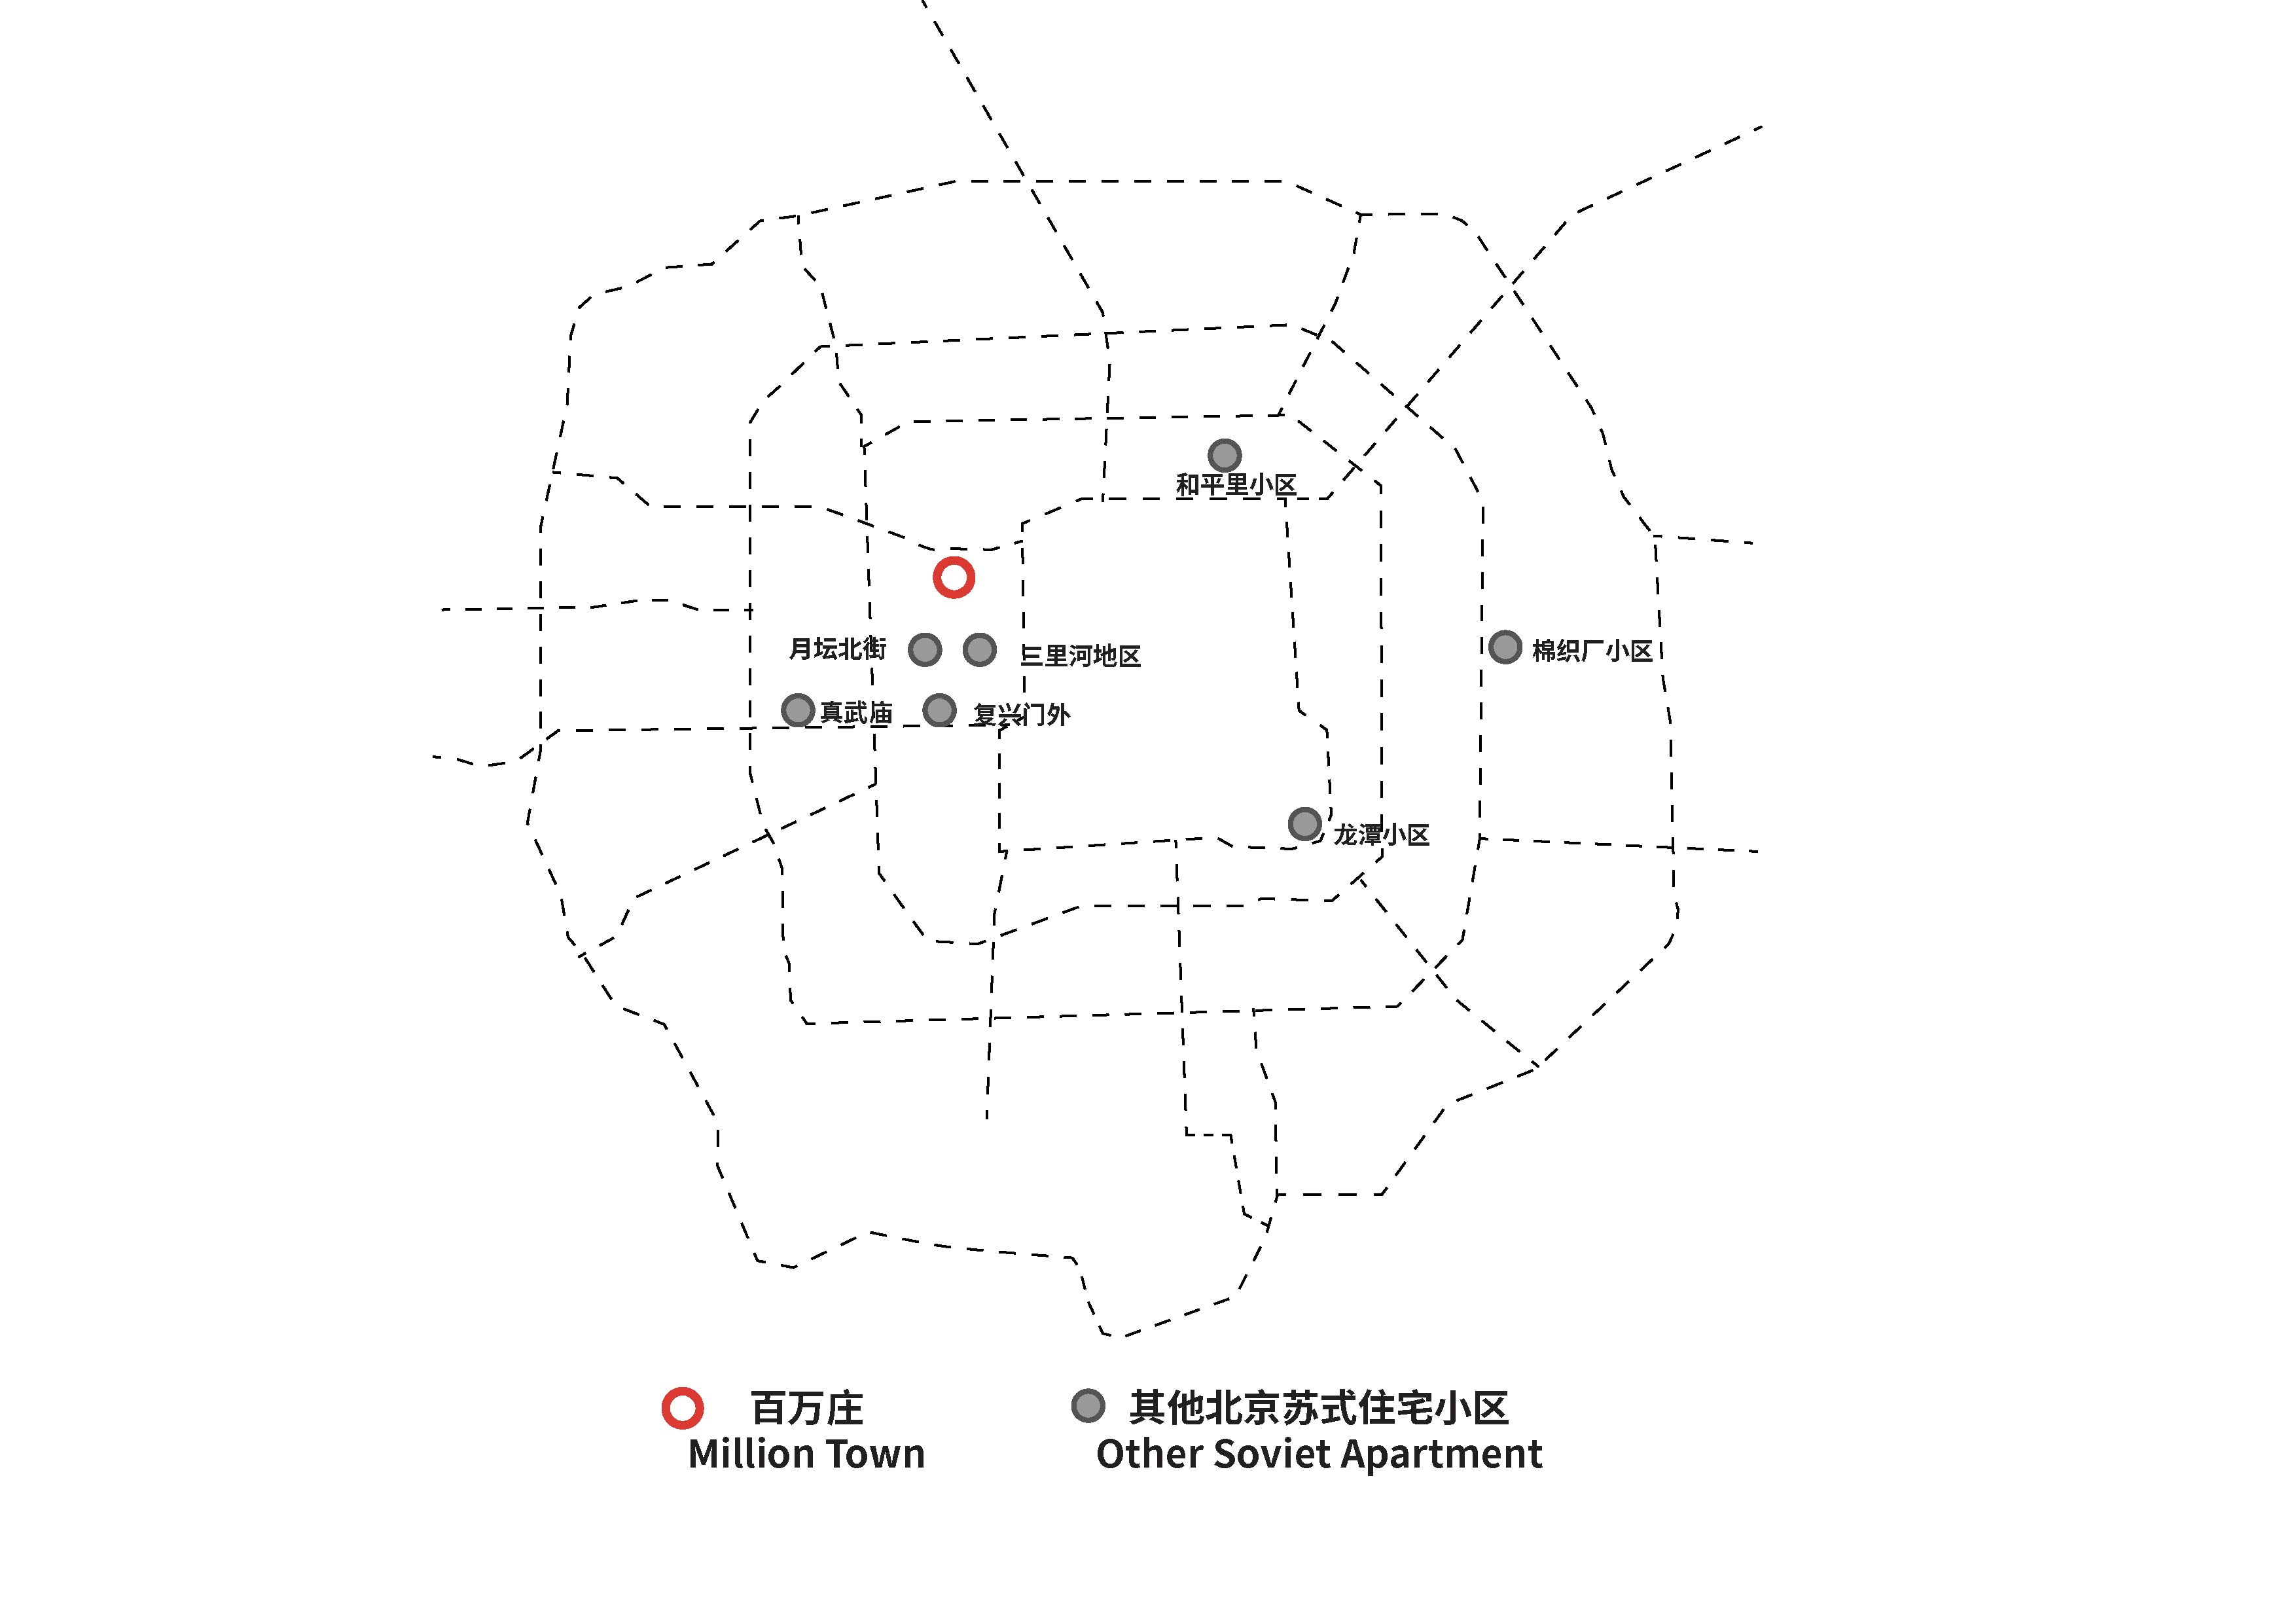 和平里小区
月坛北街
三里河地区
棉织厂小区
真武庙
复兴门外
龙潭小区
百万庄
Million Town
其他北京苏式住宅小区
Other Soviet Apartment